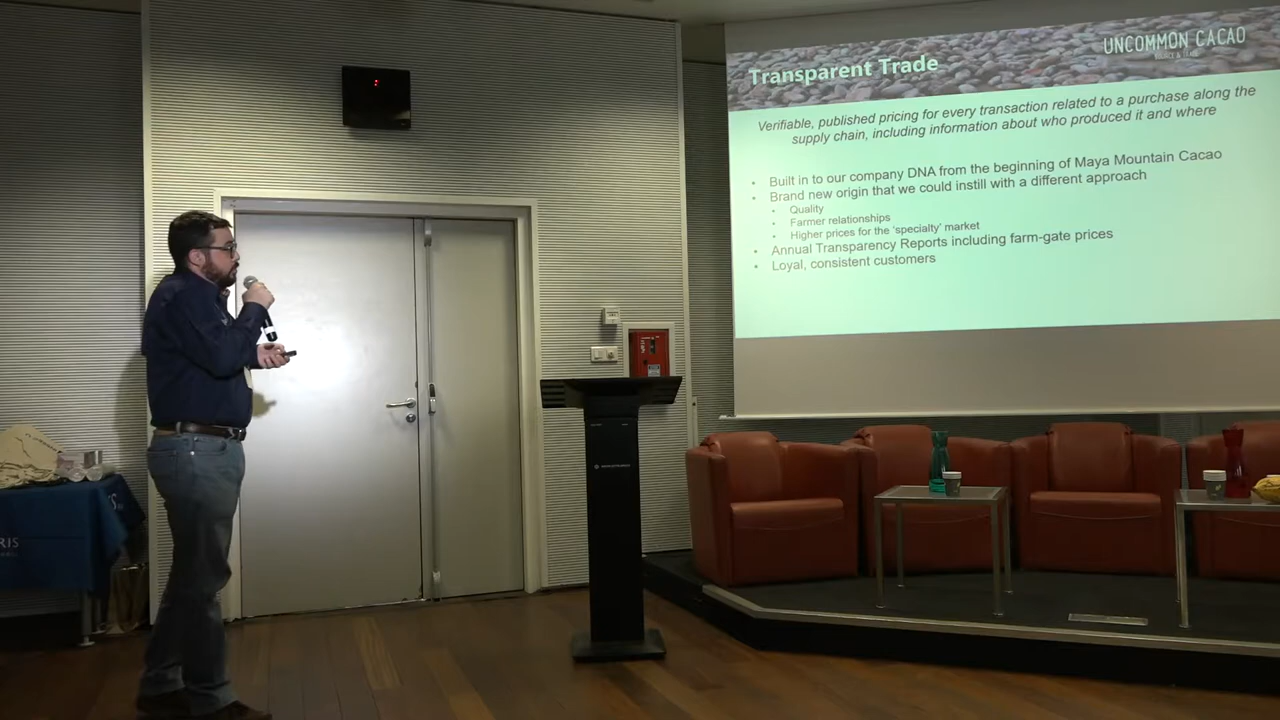 UNCOMMON CACAO
SOURCE & TRADE
Transparent Trade
Verifiable, published pricing for every transaction related to a purchase along the
supply chain, including information about who produced it and where
• Built in to our company DNA from the beginning of Maya Mountain Cacao
• Brand new origin that we could instill with a different approach
• Quality
• Farmer relationships
• Higher prices for the 'specialty' market
• Annual Transparency Reports including farm-gate prices
• Loyal, consistent customers
RIS